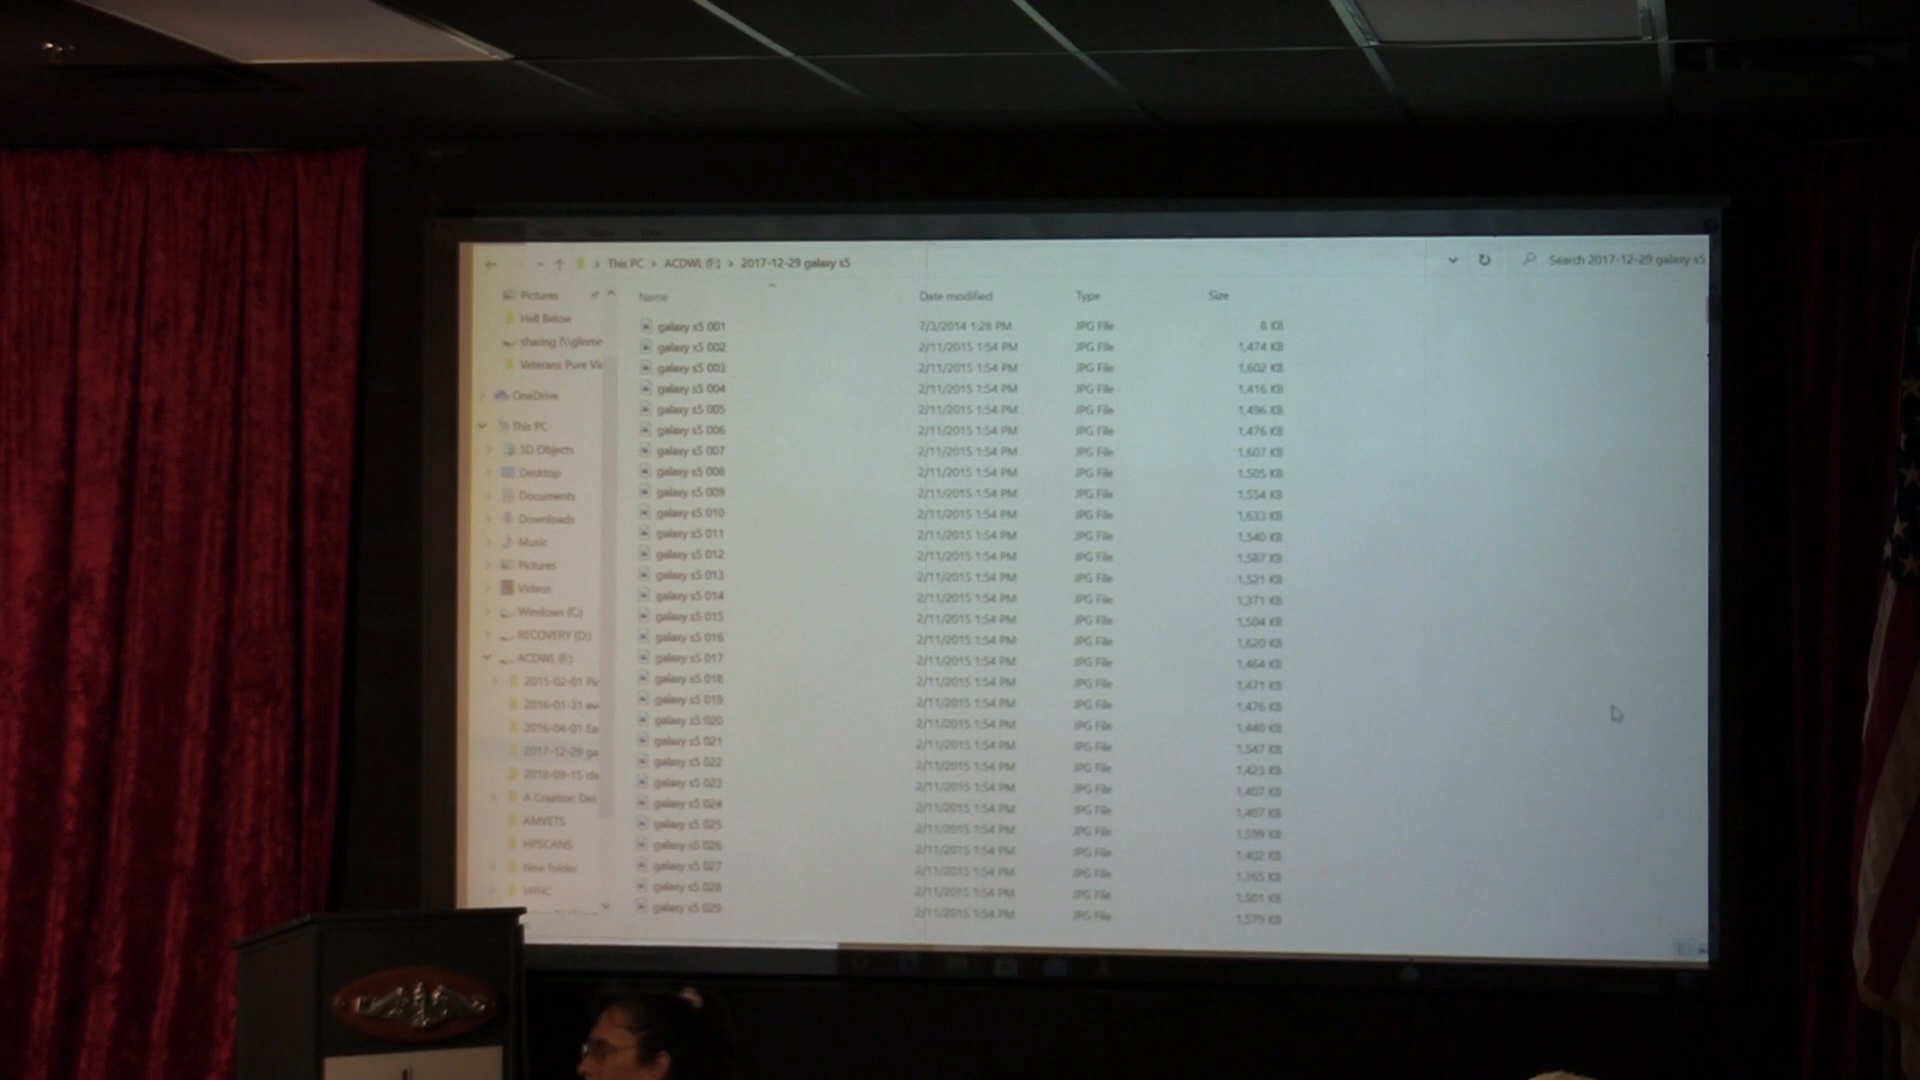 This PC > ACDWL (F:) > 2017-12-29 galaxy s5
Search 2017-12-29 galaxy s5
Pictures
Hell Below
sharing (\\
Veterans Pure Vi
OneDrive
This PC
3D Objects
Desktop
Documents
Downloads
Music
Pictures
Videos
Windows (C:)
RECOVERY (D:)
ACDWL (F:)
2015-02-01 Pi
2016-01-31 ev
2016-04-01 Ea
2017-12-29 ga
2018-09-15 cla
A Creation Des
AMVETS
HPSCANS
New folder
WINC
Name Date modified Type Size
galaxy s5 001 7/3/2014 1:28 PM JPG File 8 KB
galaxy s5 002 2/11/2015 1:54 PM JPG File 1,474 KB
galaxy s5 003 2/11/2015 1:54 PM JPG File 1,602 KB
galaxy s5 004 2/11/2015 1:54 PM JPG File 1,416 KB
galaxy s5 005 2/11/2015 1:54 PM JPG File 1,496 KB
galaxy s5 006 2/11/2015 1:54 PM JPG File 1,476 KB
galaxy s5 007 2/11/2015 1:54 PM JPG File 1,607 KB
galaxy s5 008 2/11/2015 1:54 PM JPG File 1,505 KB
galaxy s5 009 2/11/2015 1:54 PM JPG File 1,554 KB
galaxy s5 010 2/11/2015 1:54 PM JPG File 1,633 KB
galaxy s5 011 2/11/2015 1:54 PM JPG File 1,540 KB
galaxy s5 012 2/11/2015 1:54 PM JPG File 1,587 KB
galaxy s5 013 2/11/2015 1:54 PM JPG File 1,521 KB
galaxy s5 014 2/11/2015 1:54 PM JPG File 1,371 KB
galaxy s5 015 2/11/2015 1:54 PM JPG File 1,504 KB
galaxy s5 016 2/11/2015 1:54 PM JPG File 1,620 KB
galaxy s5 017 2/11/2015 1:54 PM JPG File 1,464 KB
galaxy s5 018 2/11/2015 1:54 PM JPG File 1,471 KB
galaxy s5 019 2/11/2015 1:54 PM JPG File 1,476 KB
galaxy s5 020 2/11/2015 1:54 PM JPG File 1,440 KB
galaxy s5 021 2/11/2015 1:54 PM JPG File 1,547 KB
galaxy s5 022 2/11/2015 1:54 PM JPG File 1,423 KB
galaxy s5 023 2/11/2015 1:54 PM JPG File 1,407 KB
galaxy s5 024 2/11/2015 1:54 PM JPG File 1,407 KB
galaxy s5 025 2/11/2015 1:54 PM JPG File 1,599 KB
galaxy s5 026 2/11/2015 1:54 PM JPG File 1,402 KB
galaxy s5 027 2/11/2015 1:54 PM JPG File 1,365 KB
galaxy s5 028 2/11/2015 1:54 PM JPG File 1,501 KB
galaxy s5 029 2/11/2015 1:54 PM JPG File 1,579 KB